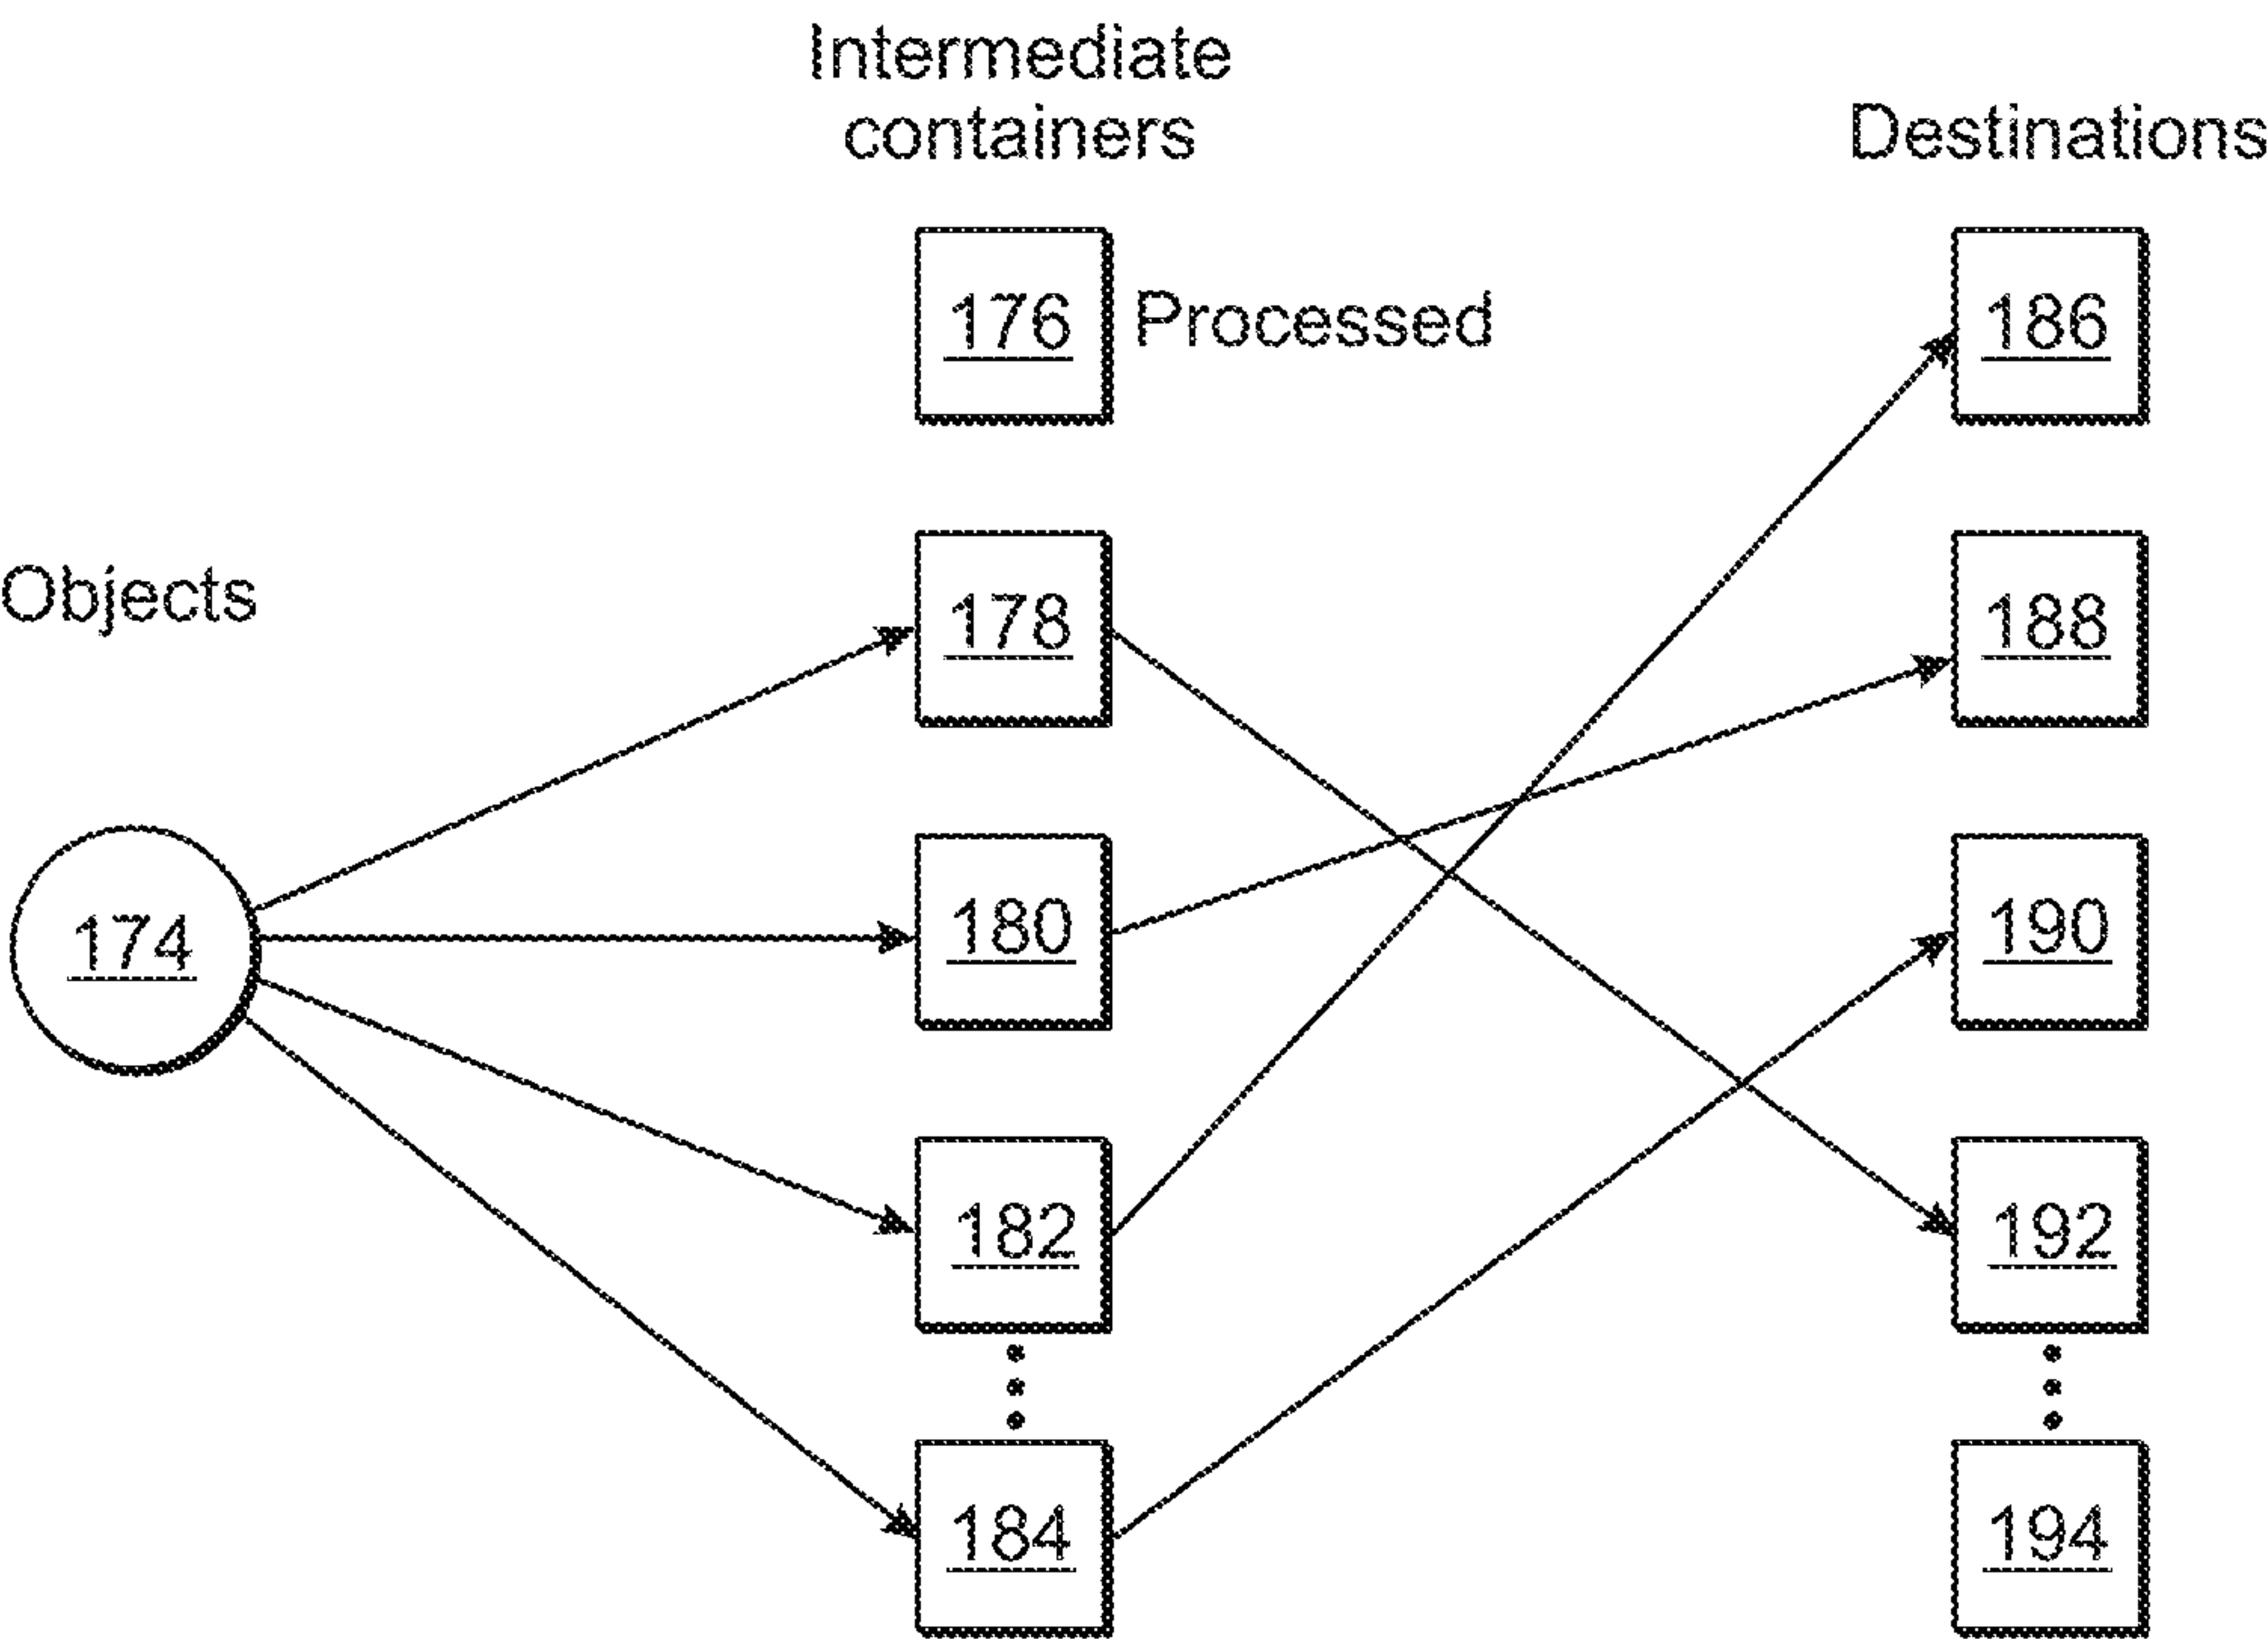 Intermediate
containers
Destinations
176 Processed
186
Objects
178
188
174
180
190
182
192
184
194